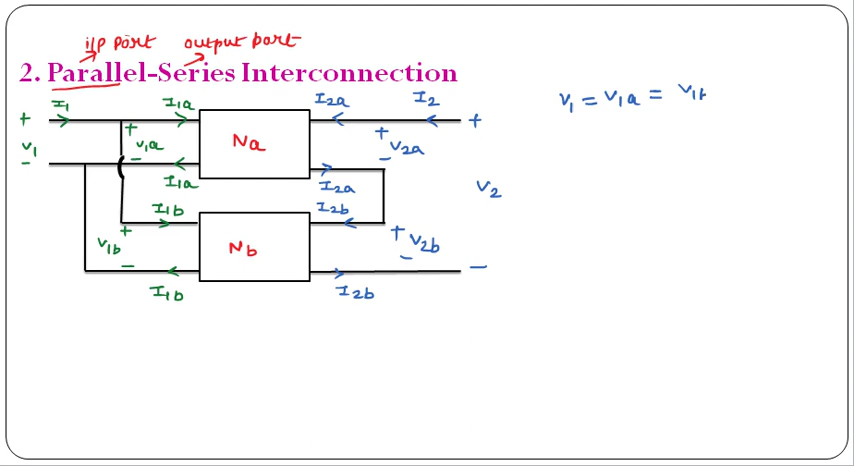 i/p port output port
2. Parallel-Series Interconnection
I1 I1a I2a I2
+ + + +
V1 V1a Na V2a V1 = V1a = V1b
- - -
I1a I2a V2
I1b I2b
+ +
V1b Nb V2b
- - -
I1b I2b